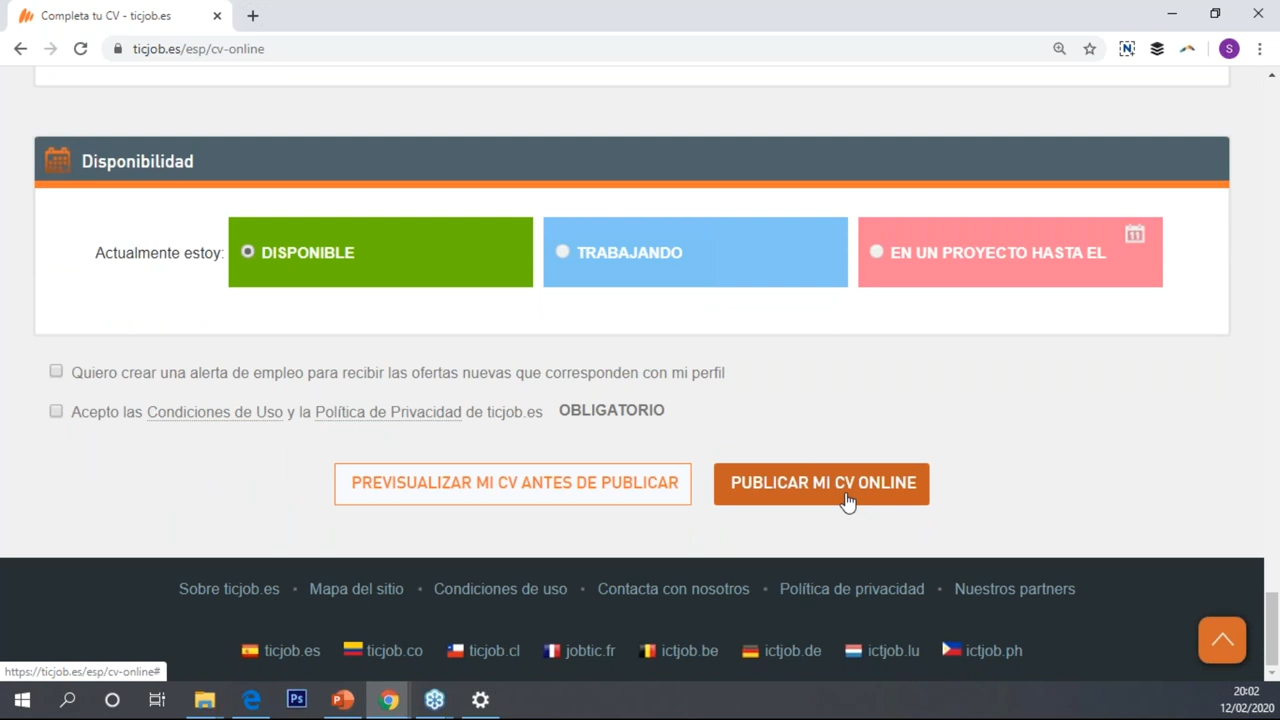 Completa tu CV - ticjob.es
ticjob.es/esp/cv-online
S
Disponibilidad
Actualmente estoy: DISPONIBLE TRABAJANDO EN UN PROYECTO HASTA EL 11
Quiero crear una alerta de empleo para recibir las ofertas nuevas que corresponden con mi perfil
Acepto las Condiciones de Uso y la Política de Privacidad de ticjob.es OBLIGATORIO
PREVISUALIZAR MI CV ANTES DE PUBLICAR PUBLICAR MI CV ONLINE
Sobre ticjob.es • Mapa del sitio • Condiciones de uso • Contacta con nosotros • Política de privacidad • Nuestros partners
ticjob.es ticjob.co ticjob.cl jobtic.fr ictjob.be ictjob.de ictjob.lu ictjob.ph
https://ticjob.es/esp/cv-online#
Ps
20:02
12/02/2020